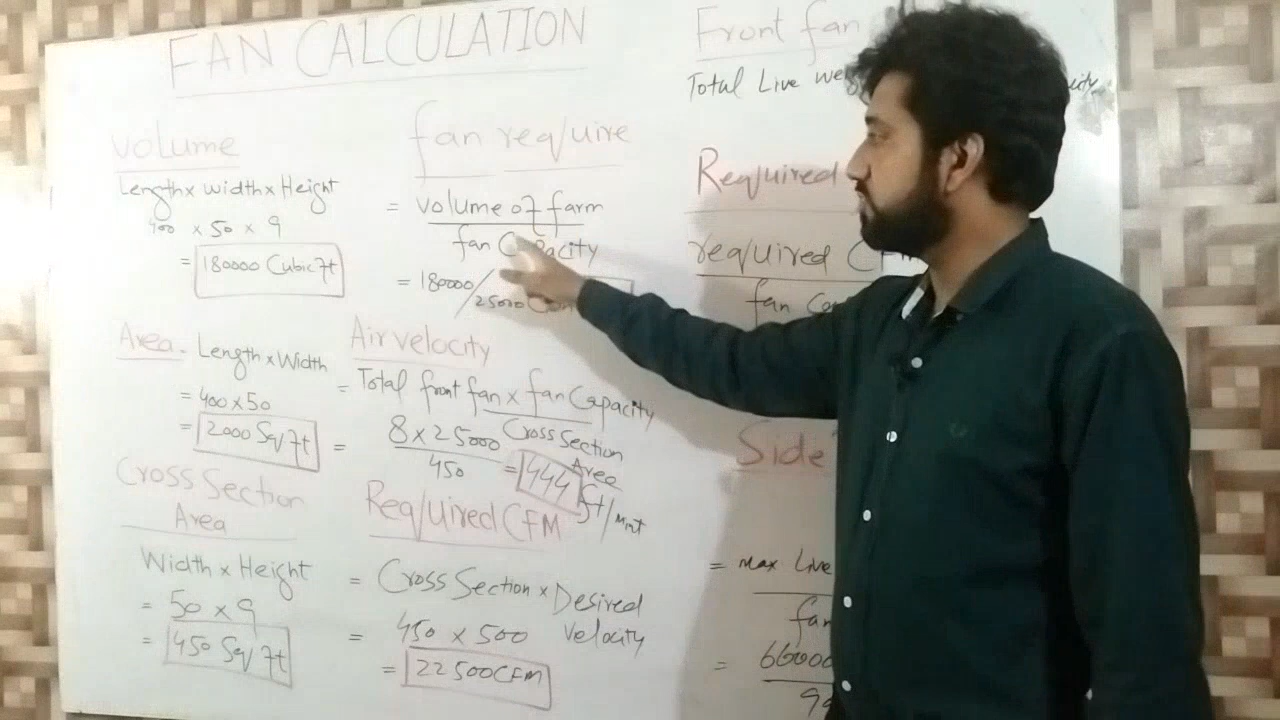 FAN CALCULATION
Volume
Length x Width x Height
400 x 50 x 9
= 180000 Cubic ft
Area - Length x Width
= 400 x 50
= 2000 Sq ft
Cross Section
Area
Width x Height
= 50 x 9
= 450 Sq ft
fan require
= Volume of farm
fan Capacity
= 180000 /
25000
Air velocity
= Total front fan x fan Capacity
Cross Section
Area
= 8 x 25000
450
= 444 ft/Mnt
Required CFM
= Cross Section x Desired
Velocity
= 450 x 500
= 22500 CFM
Front fan
Total Live
Required
required
fan
Side
= Max Live
fan
= 66000